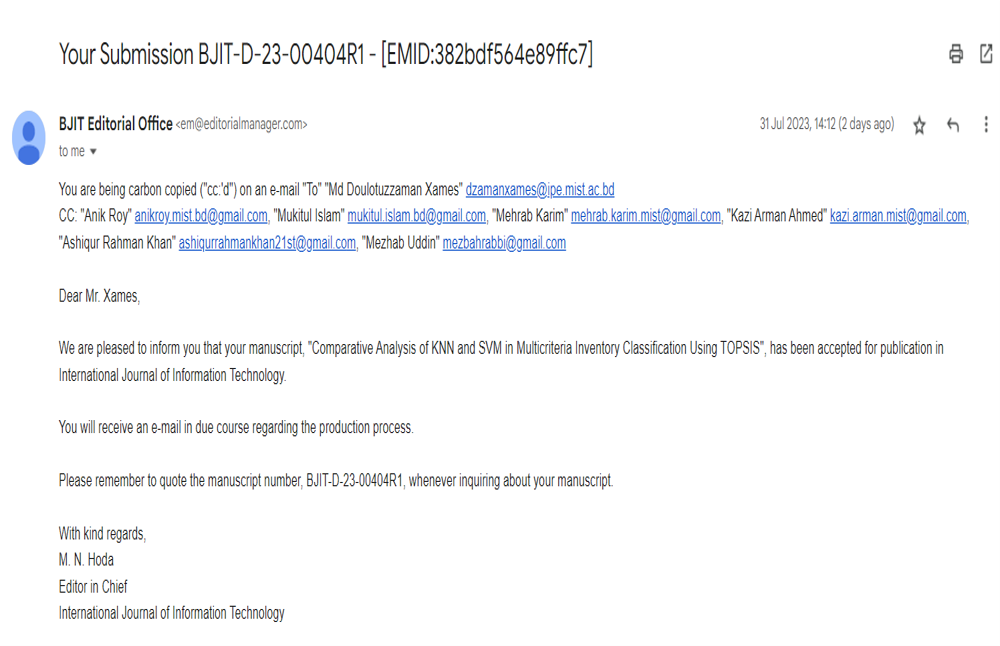 Your Submission BJIT-D-23-00404R1 - [EMID:382bdf564e89ffc7]
BJIT Editorial Office <em@editorialmanager.com>
31 Jul 2023, 14:12 (2 days ago)
to me
You are being carbon copied ("cc:'d") on an e-mail "To" "Md Doulotuzzaman Xames" dzamanxames@ipe.mist.ac.bd
CC: "Anik Roy" anikroy.mist.bd@gmail.com, "Mukitul Islam" mukitul.islam.bd@gmail.com, "Mehrab Karim" mehrab.karim.mist@gmail.com, "Kazi Arman Ahmed" kazi.arman.mist@gmail.com,
"Ashiqur Rahman Khan" ashiqurrahmankhan21st@gmail.com, "Mezhab Uddin" mezbahrabbi@gmail.com
Dear Mr. Xames,
We are pleased to inform you that your manuscript, "Comparative Analysis of KNN and SVM in Multicriteria Inventory Classification Using TOPSIS", has been accepted for publication in
International Journal of Information Technology.
You will receive an e-mail in due course regarding the production process.
Please remember to quote the manuscript number, BJIT-D-23-00404R1, whenever inquiring about your manuscript.
With kind regards,
M. N. Hoda
Editor in Chief
International Journal of Information Technology